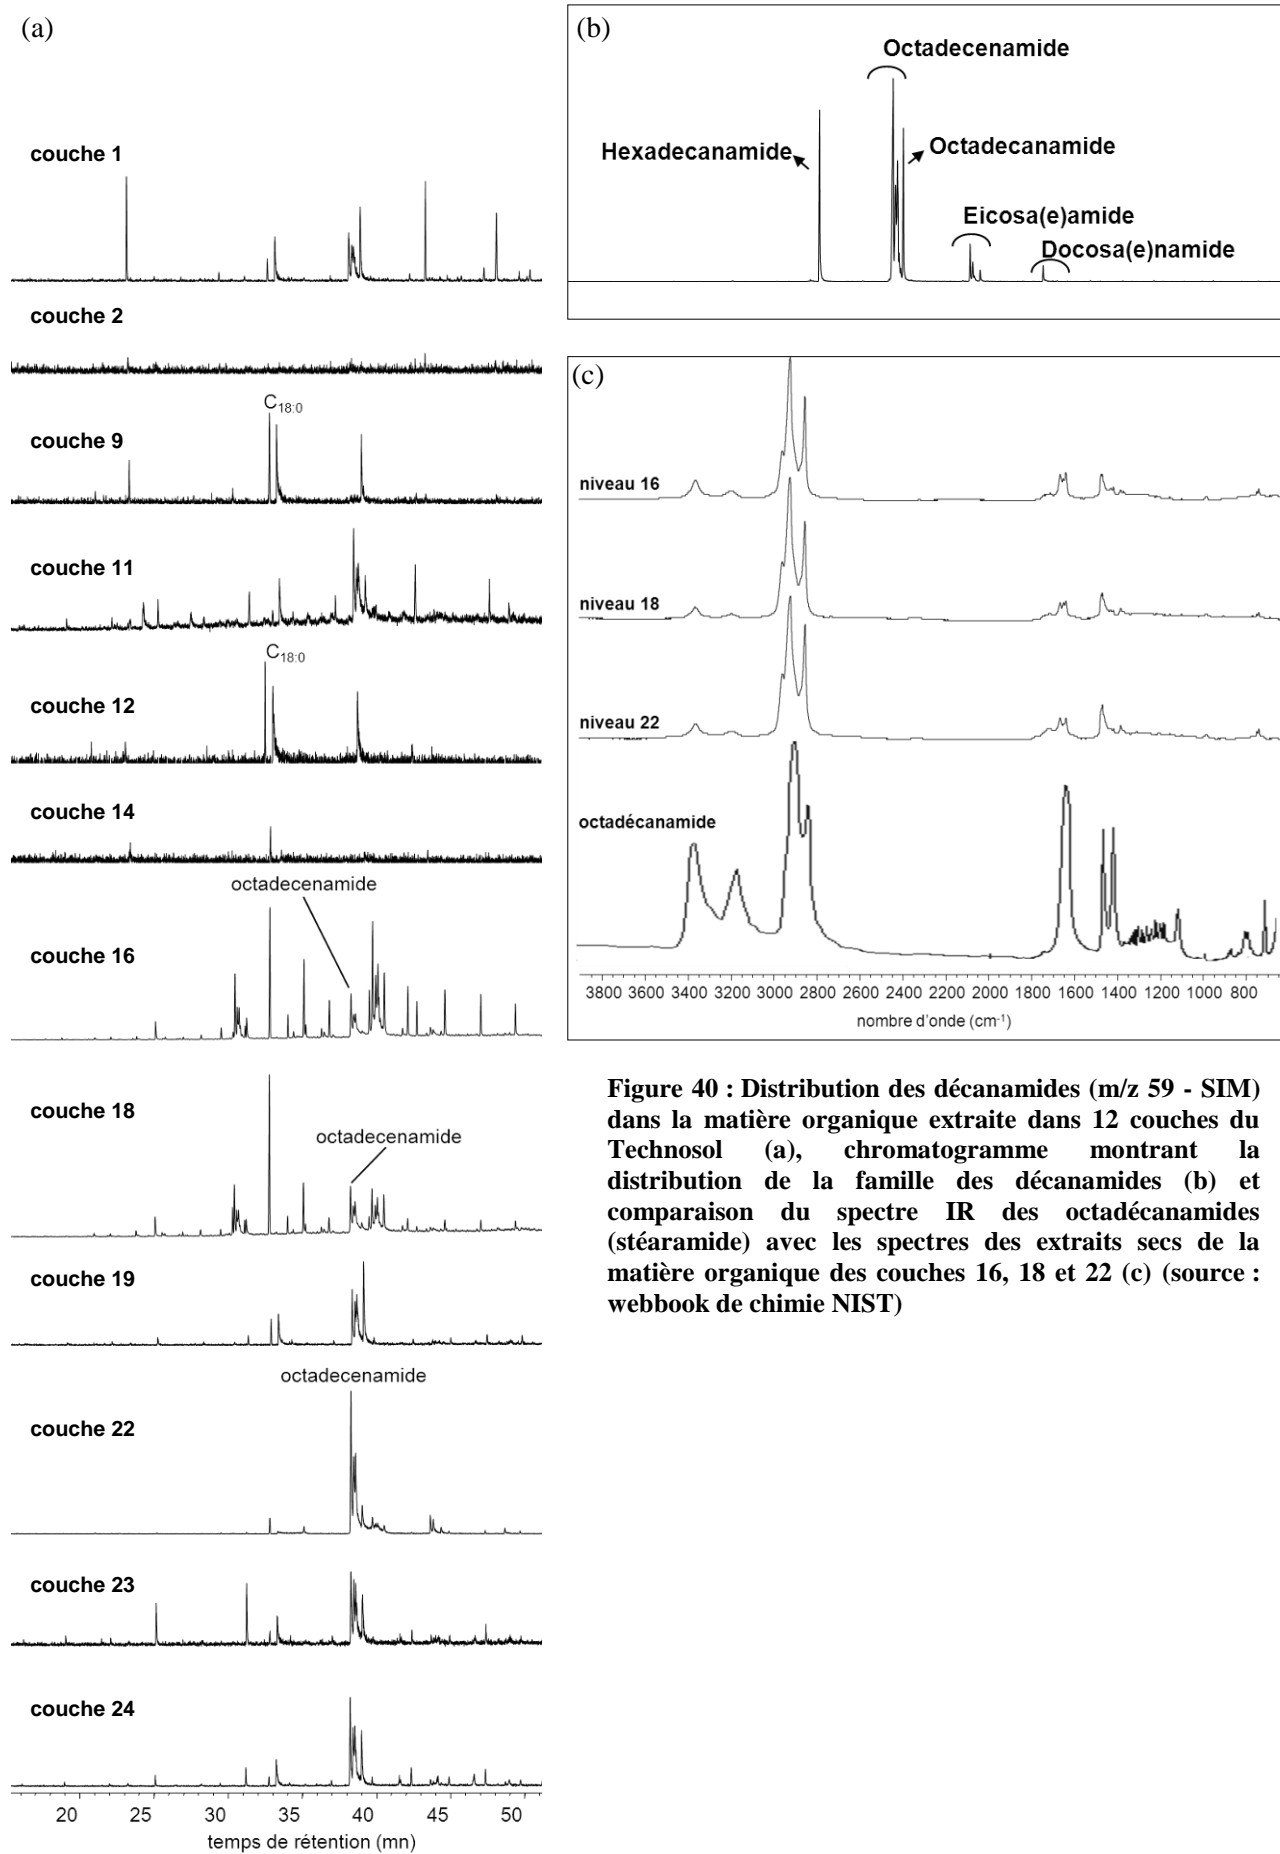 (a)
couche 1
couche 2
C18:0
couche 9
couche 11
C18:0
couche 12
couche 14
octadecenamide
couche 16
couche 18
octadecenamide
couche 19
octadecenamide
couche 22
couche 23
couche 24
20 25 30 35 40 45 50
temps de rétention (mn)
(b)
Octadecenamide
Hexadecanamide
Octadecanamide
Eicosa(e)amide
Docosa(e)namide
(c)
niveau 16
niveau 18
niveau 22
octadécanamide
3800 3600 3400 3200 3000 2800 2600 2400 2200 2000 1800 1600 1400 1200 1000 800
nombre d'onde (cm-1)
Figure 40 : Distribution des décanamides (m/z 59 - SIM)
dans la matière organique extraite dans 12 couches du
Technosol (a), chromatogramme montrant la
distribution de la famille des décanamides (b) et
comparaison du spectre IR des octadécanamides
(stéaramide) avec les spectres des extraits secs de la
matière organique des couches 16, 18 et 22 (c) (source :
webbook de chimie NIST)